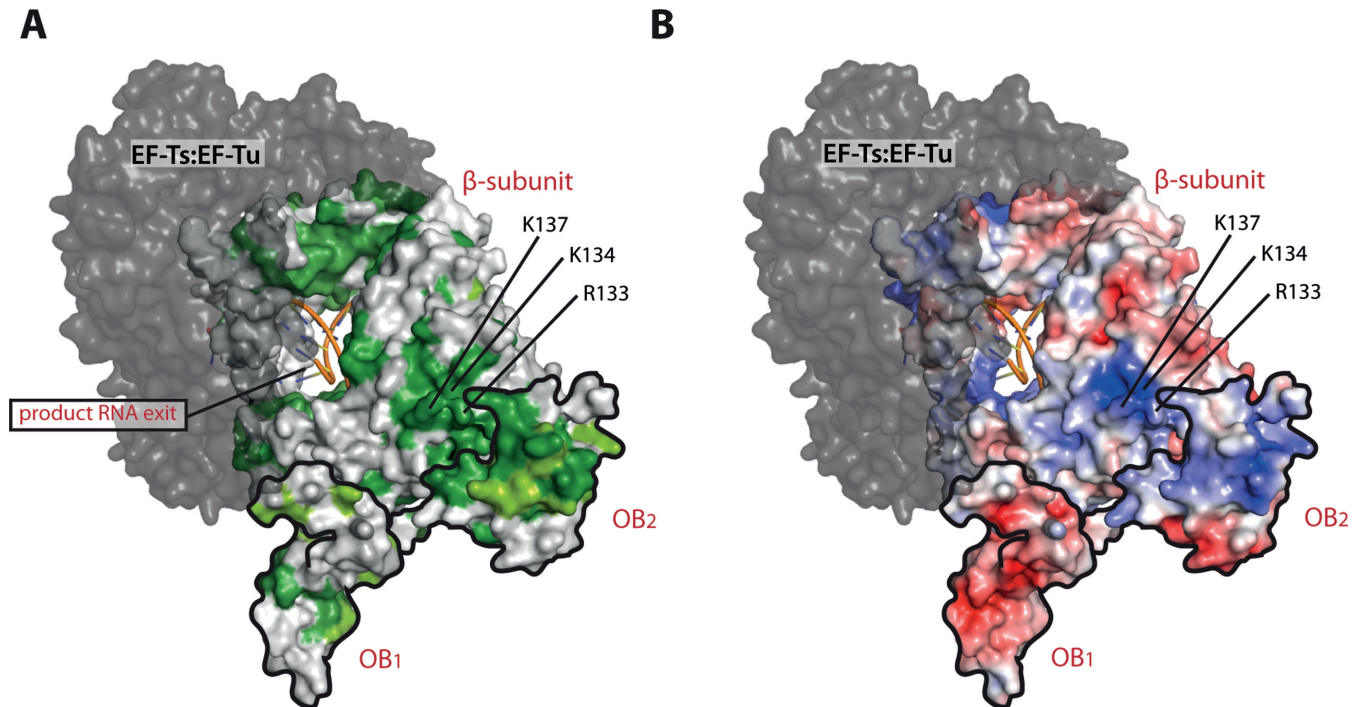 A
EF-Ts:EF-Tu
β-subunit
K137
K134
R133
product RNA exit
OB2
OB1
B
EF-Ts:EF-Tu
β-subunit
K137
K134
R133
OB2
OB1